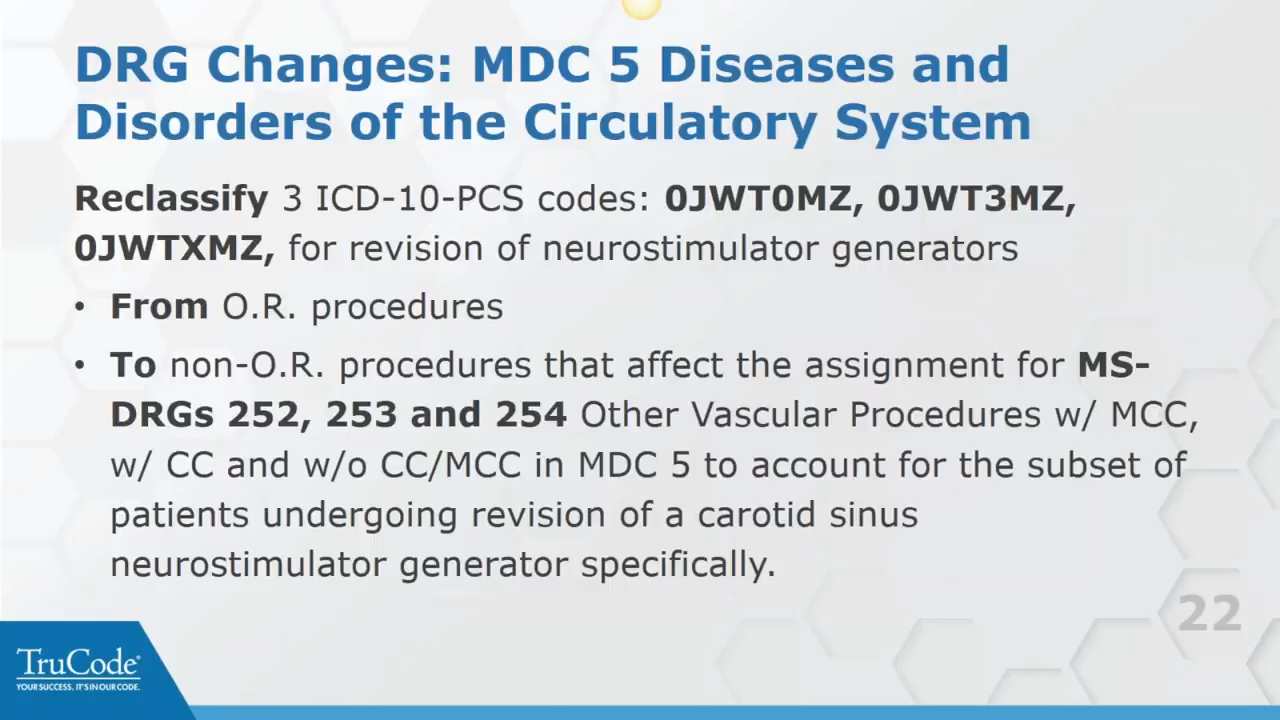 DRG Changes: MDC 5 Diseases and
Disorders of the Circulatory System
Reclassify 3 ICD-10-PCS codes: 0JWT0MZ, 0JWT3MZ,
0JWTXMZ, for revision of neurostimulator generators
• From O.R. procedures
• To non-O.R. procedures that affect the assignment for MS-
DRGs 252, 253 and 254 Other Vascular Procedures w/ MCC,
w/ CC and w/o CC/MCC in MDC 5 to account for the subset of
patients undergoing revision of a carotid sinus
neurostimulator generator specifically.
22
TruCode®
YOUR SUCCESS. IT'S IN OUR CODE.